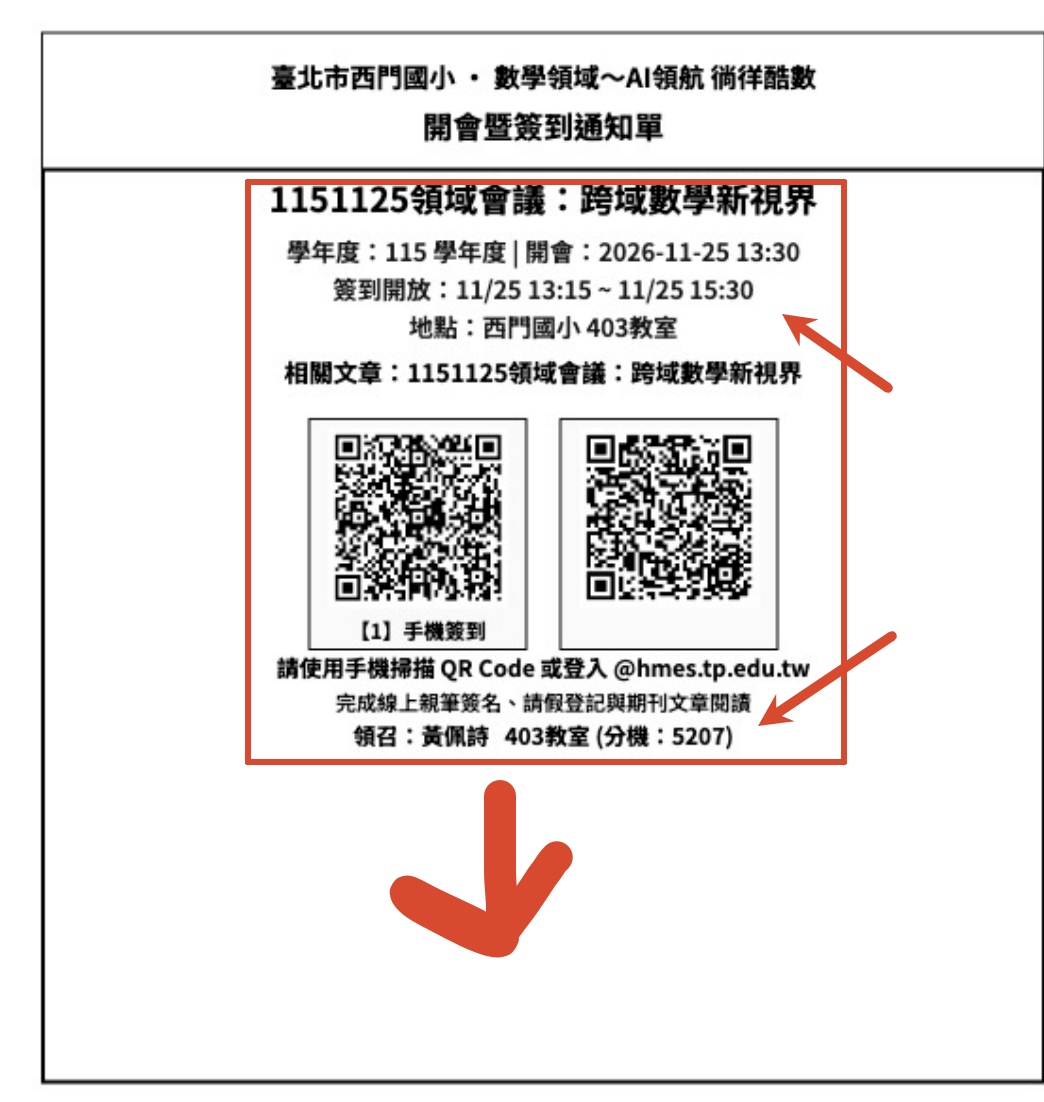 臺北市西門國小 ‧ 數學領域～AI領航 徜徉酷數
開會暨簽到通知單
1151125領域會議：跨域數學新視界
學年度：115 學年度 | 開會：2026-11-25 13:30
簽到開放：11/25 13:15 ~ 11/25 15:30
地點：西門國小 403教室
相關文章：1151125領域會議：跨域數學新視界
【1】手機簽到
請使用手機掃描 QR Code 或登入 @hmes.tp.edu.tw
完成線上親筆簽名、請假登記與期刊文章閱讀
領召：黃佩詩 403教室 (分機：5207)